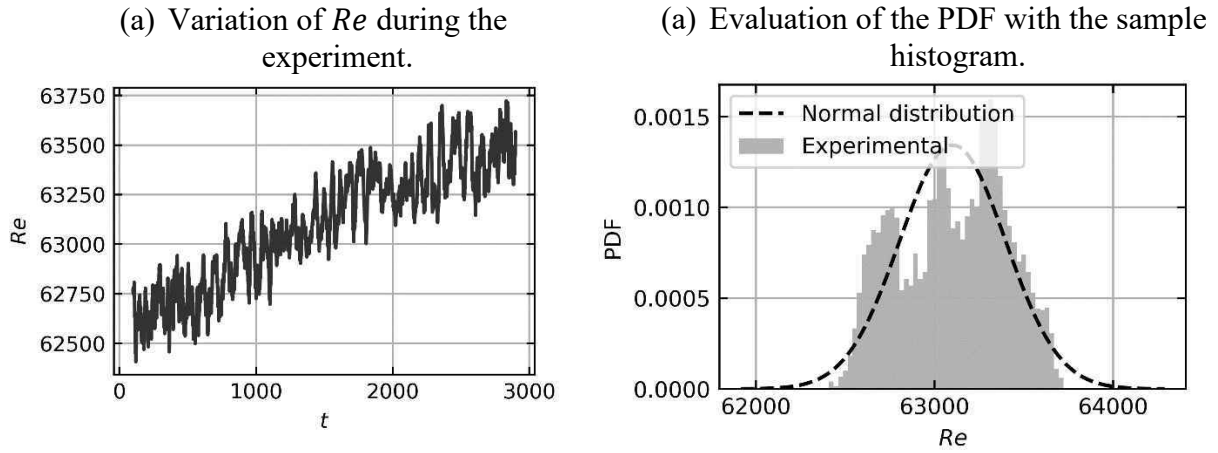 (a) Variation of Re during the
experiment.
63750
63500
63250
63000
62750
62500
Re
0
1000
2000
3000
t
(a) Evaluation of the PDF with the sample
histogram.
Normal distribution
Experimental
0.0015
0.0010
0.0005
0.0000
PDF
62000
63000
64000
Re